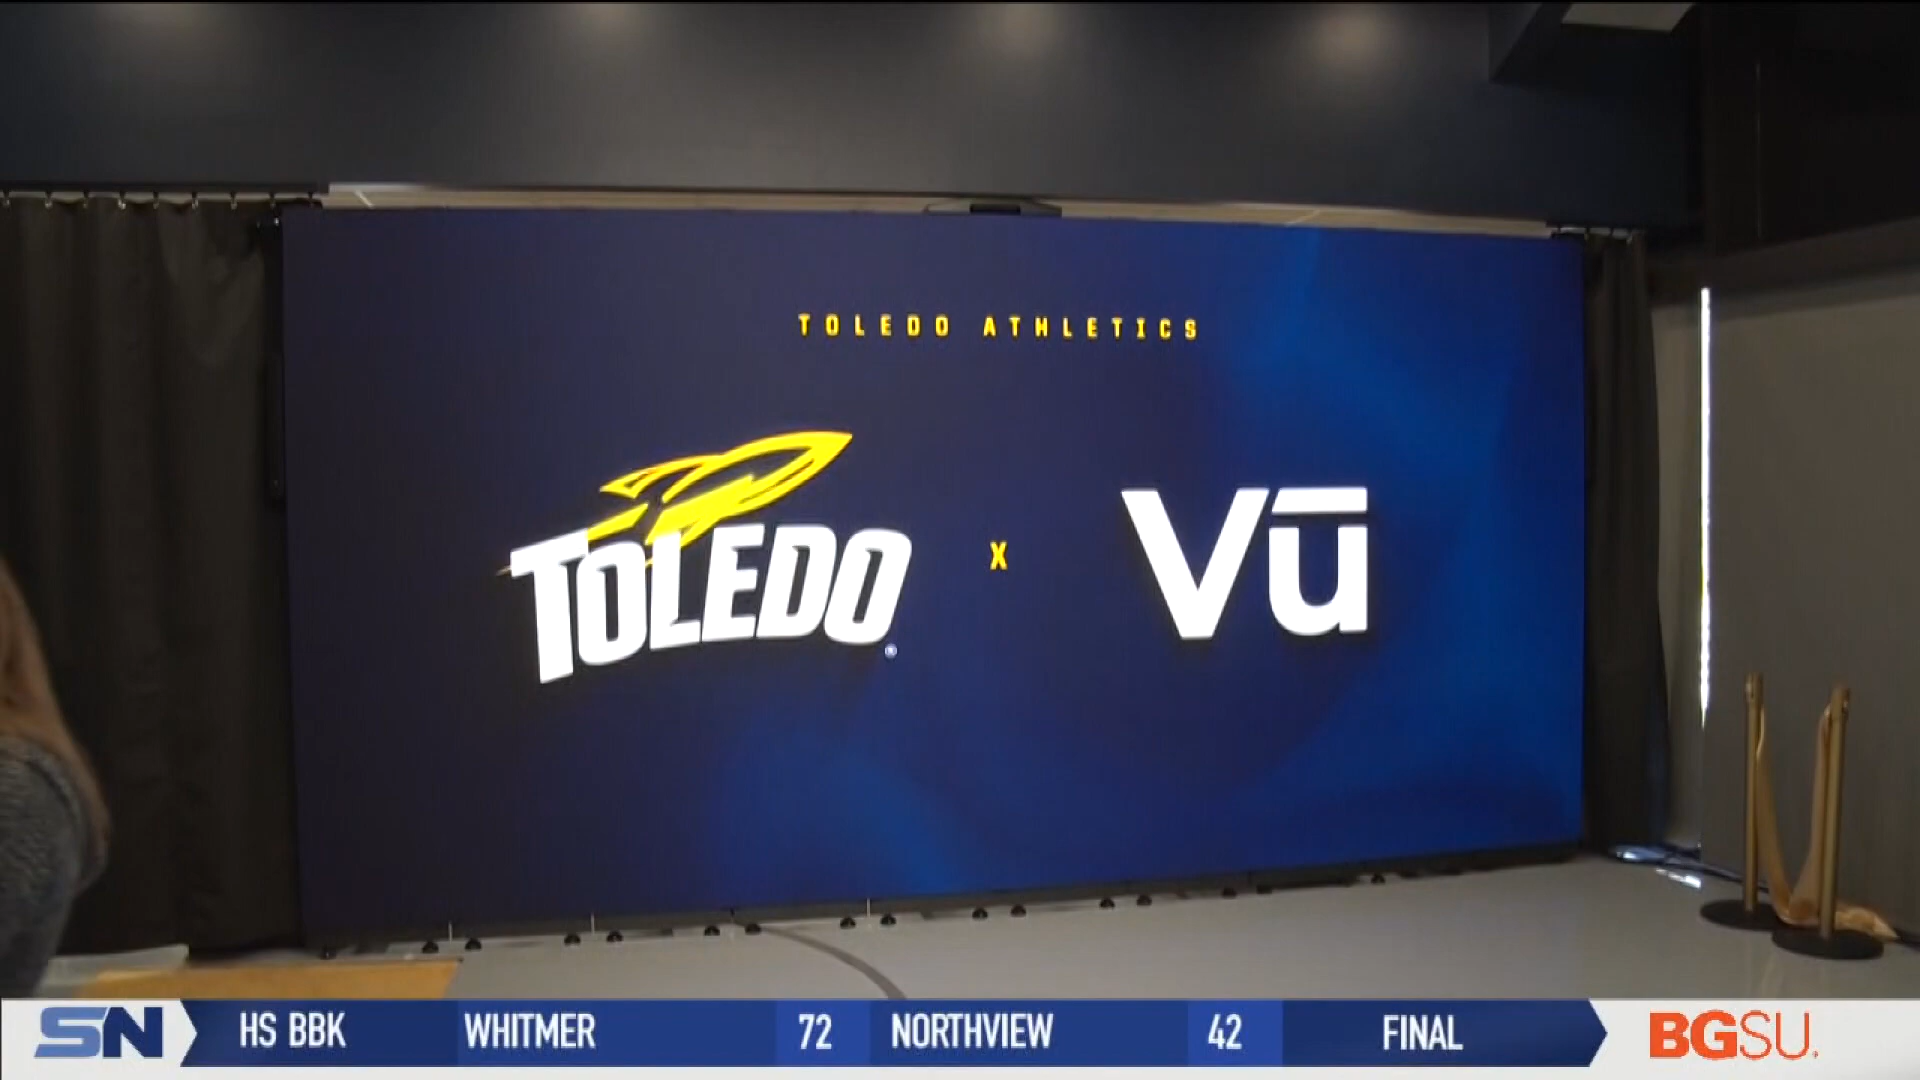 TOLEDO ATHLETICS
TOLEDO ® X Vū
SN HS BBK WHITMER 72 NORTHVIEW 42 FINAL BGSU.